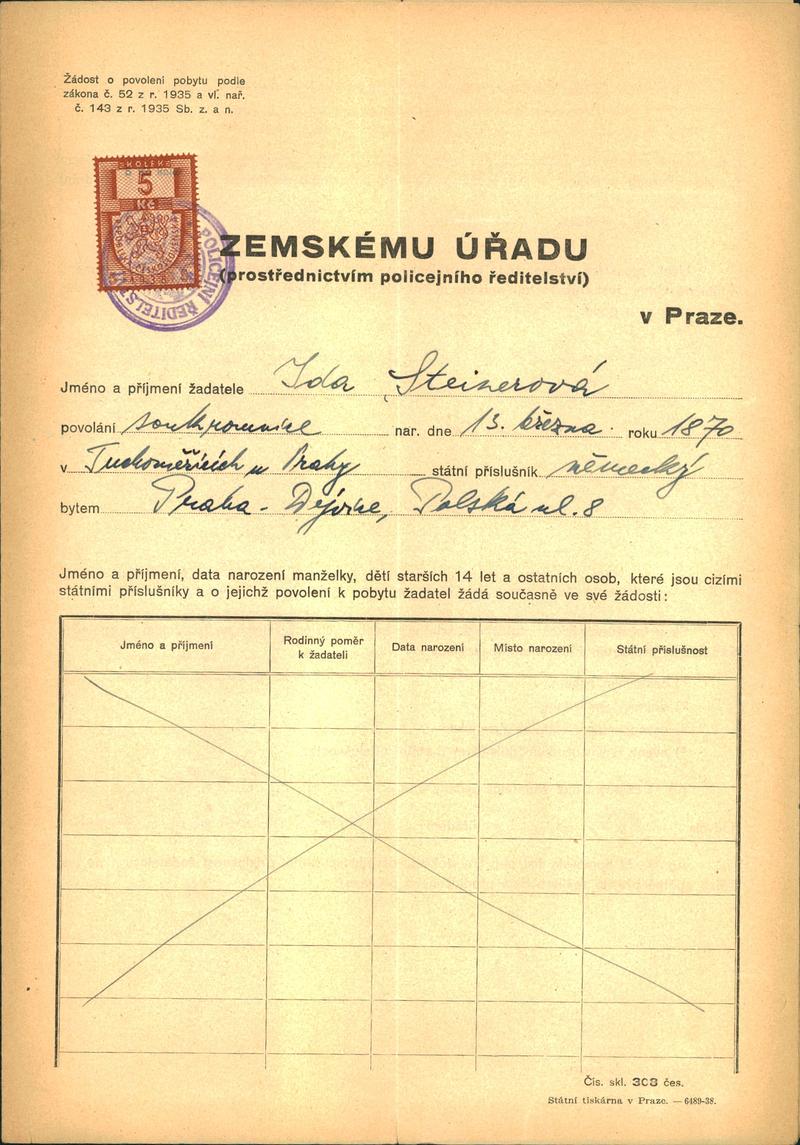 Žádost o povolení pobytu podle
zákona č. 52 z r. 1935 a vl. nař.
č. 143 z r. 1935 Sb. z. a n.
KOLEK
5
Kč
POLICEJNÍ ŘEDITELSTV
ZEMSKÉMU ÚŘADU
(prostřednictvím policejního ředitelství)
v Praze.
Jméno a příjmení žadatele Ida Steinerová
povolání soukromnice nar. dne 13. března roku 1870
v Tuchoměřicích u Prahy státní příslušník německý
bytem Praha - Dejvice, Polská ul. 8
Jméno a příjmení, data narození manželky, dětí starších 14 let a ostatních osob, které jsou cizími
státními příslušníky a o jejichž povolení k pobytu žadatel žádá současně ve své žádosti:
Jméno a příjmení Rodinný poměr k žadateli Data narození Místo narození Státní příslušnost
Čís. skl. 303 čes.
Státní tiskárna v Praze. — 6489-38.